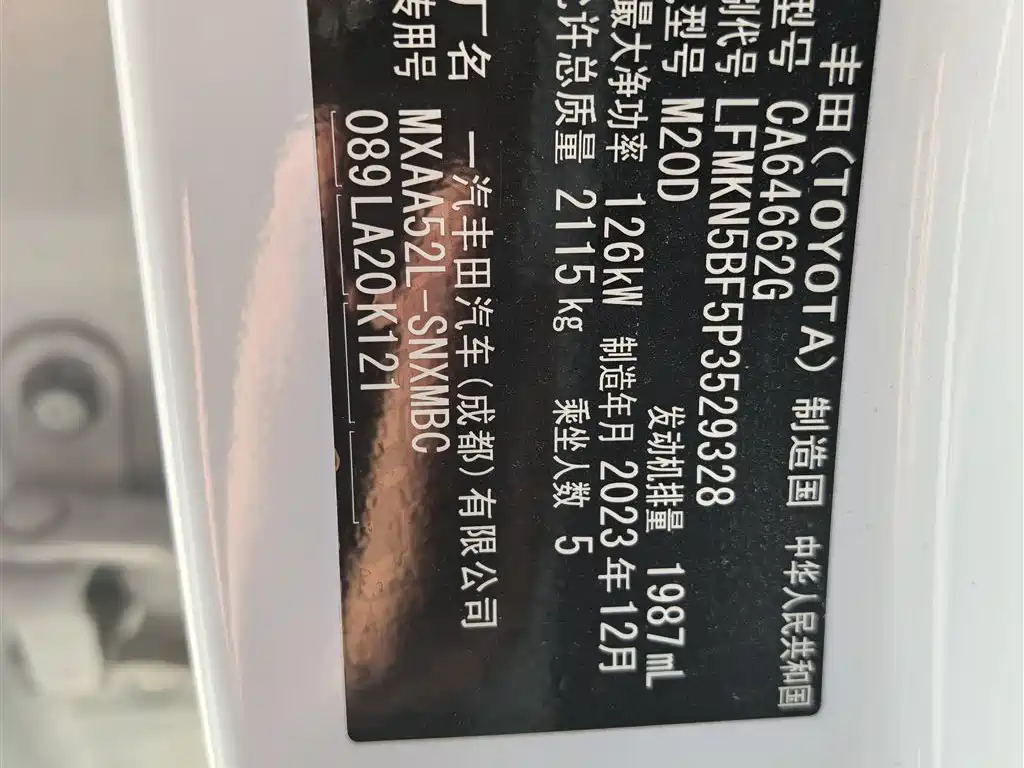 丰田(TOYOTA) 制造国 中华人民共和国
型号 CA64662G
制代号 LFMKN5BF5P3529328
型号 M20D 发动机排量 1987mL
最大净功率 126kW 制造年月 2023年12月
允许总质量 2115kg 乘坐人数 5
厂名 一汽丰田汽车(成都)有限公司
专用号 MXAA52L-SNXMBC
089LA20K121